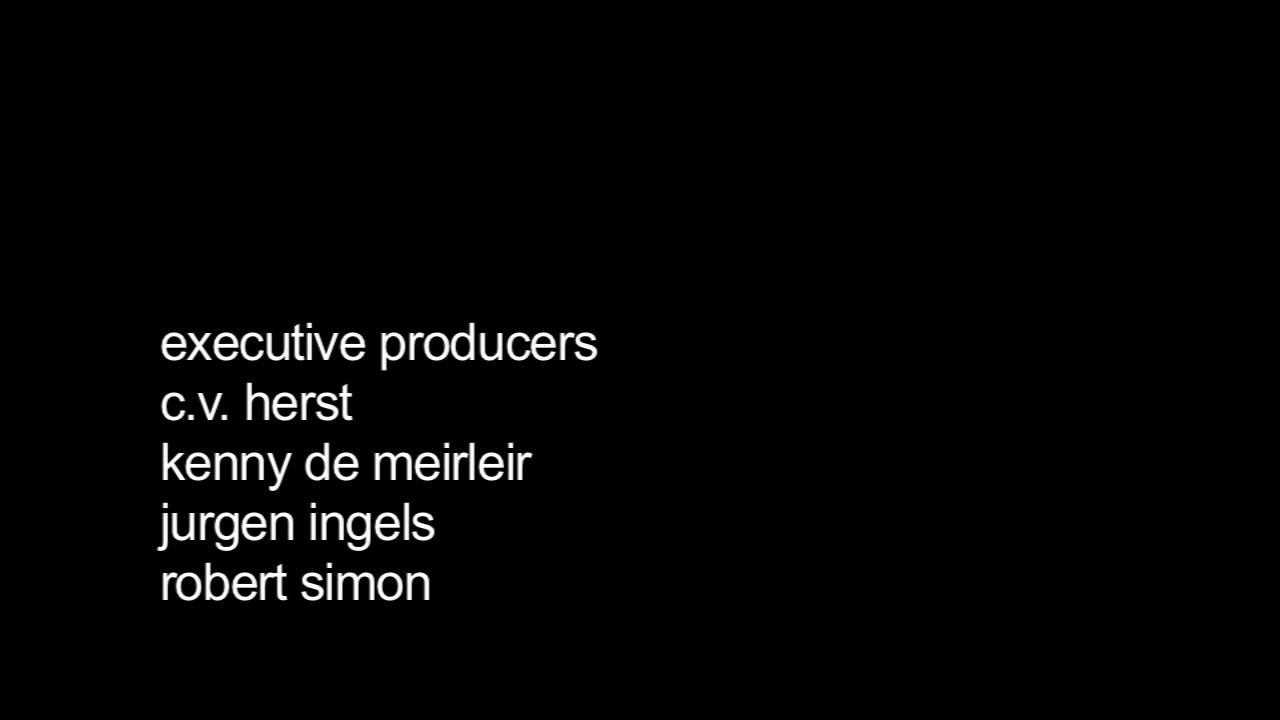 executive producers
c.v. herst
kenny de meirleir
jurgen ingels
robert simon